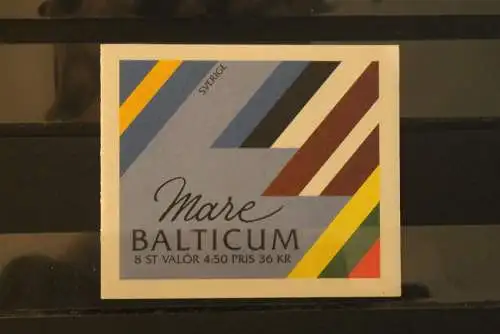 SVERIGE
Mare
BALTICUM
8 ST VALÖR 4:50 PRIS 36 KR